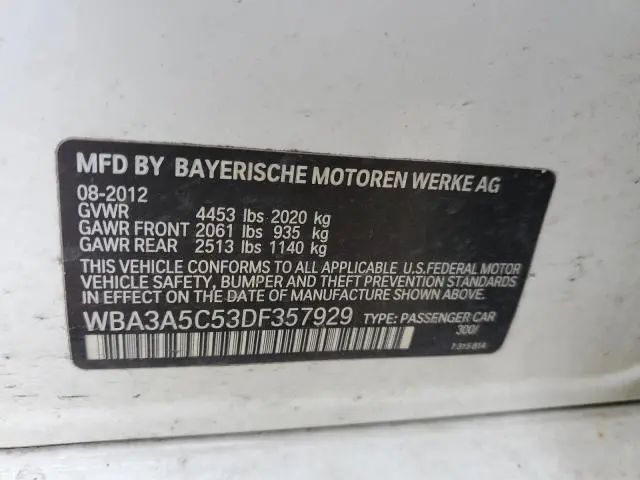 MFD BY BAYERISCHE MOTOREN WERKE AG
08-2012
GVWR 4453 lbs 2020 kg
GAWR FRONT 2061 lbs 935 kg
GAWR REAR 2513 lbs 1140 kg
THIS VEHICLE CONFORMS TO ALL APPLICABLE U.S.FEDERAL MOTOR
VEHICLE SAFETY, BUMPER AND THEFT PREVENTION STANDARDS
IN EFFECT ON THE DATE OF MANUFACTURE SHOWN ABOVE.
WBA3A5C53DF357929 TYPE: PASSENGER CAR
300/
7315814